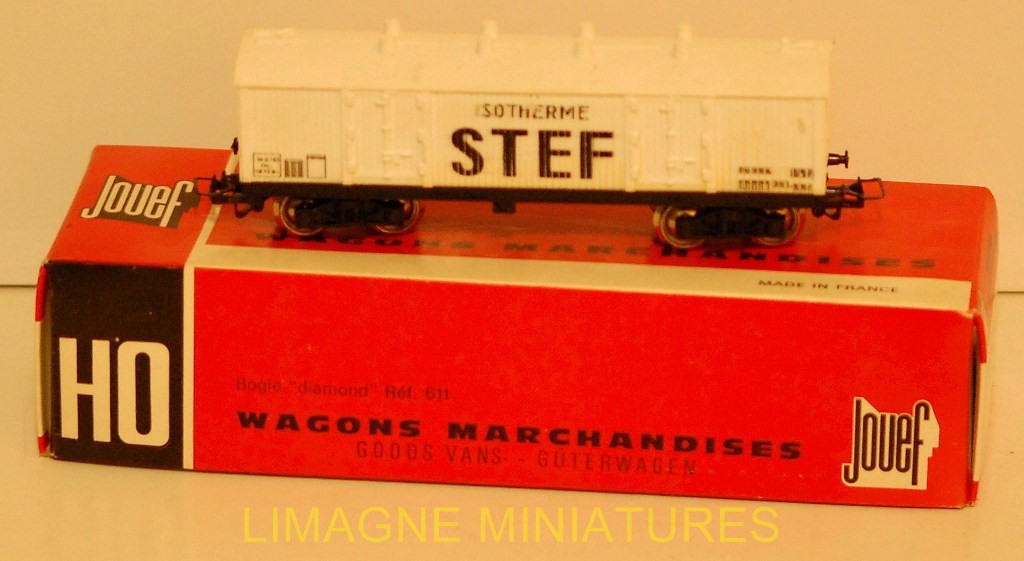 ISOTHERME
STEF
Jouef
WAGONS MARCHANDISES
MADE IN FRANCE
HO
Bogie "diamond" Réf. 611
WAGONS MARCHANDISES
GOODS VANS - GÜTERWAGEN
Jouef
LIMAGNE MINIATURES